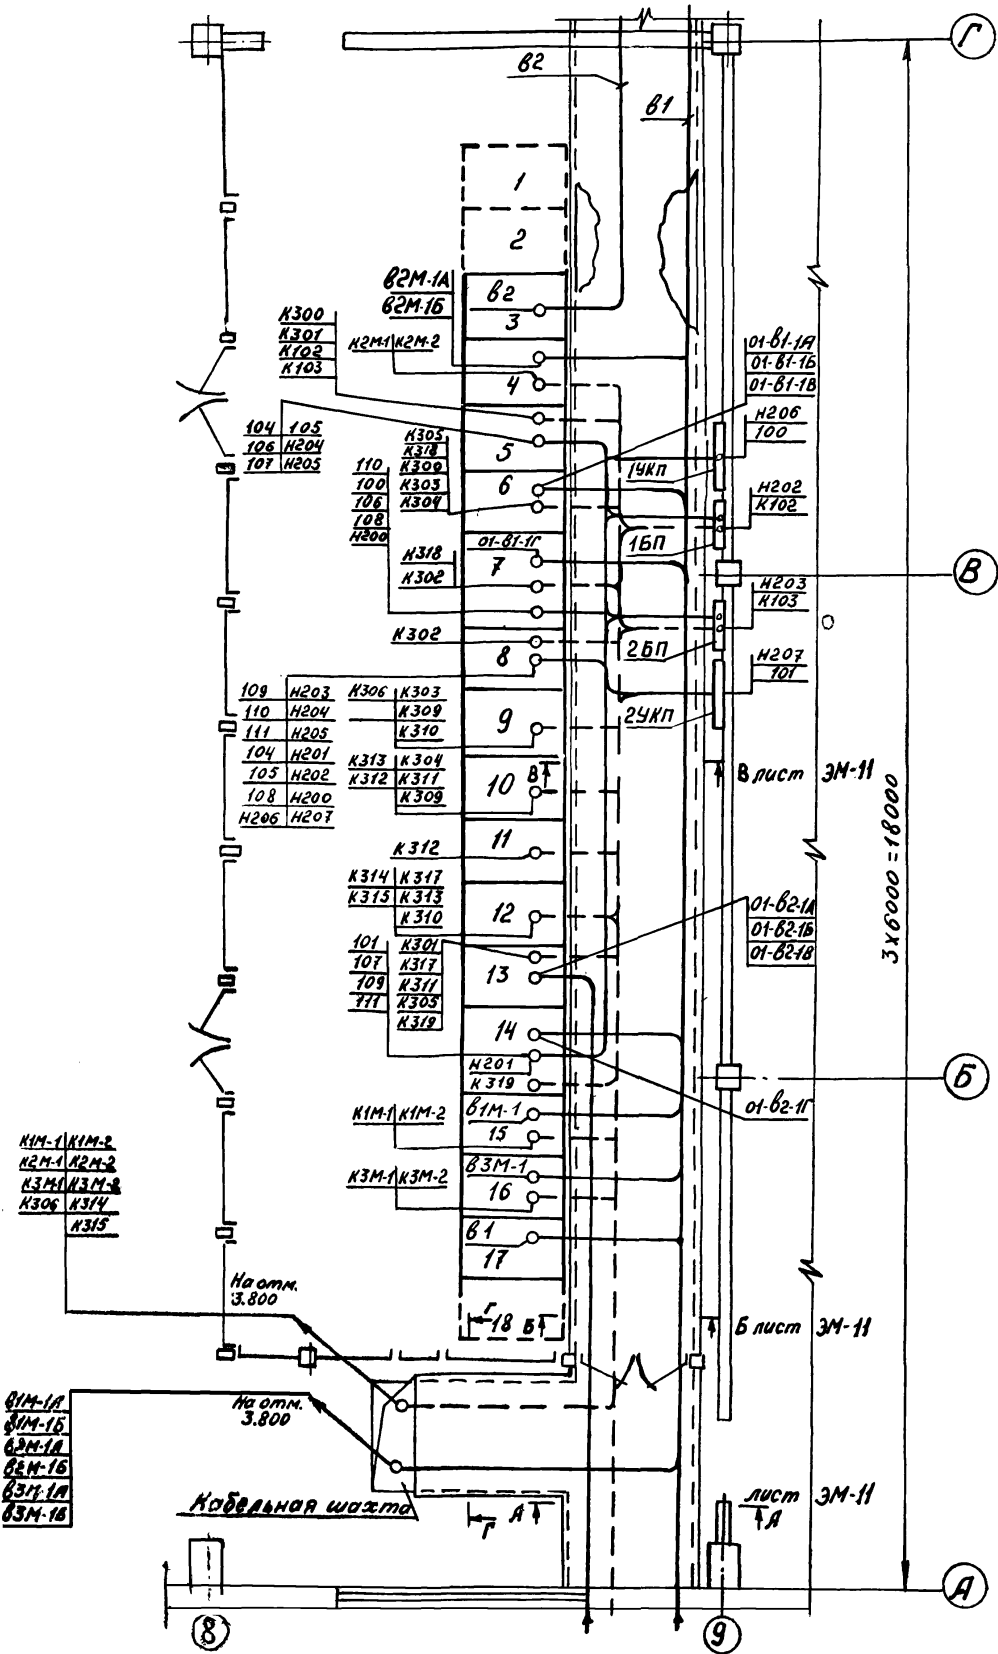 Г
в2
в1
1
2
в2М-1А
в2М-1Б
в2
3
К300
К301
К102
К103
К2М-1 К2М-2
4
01-в1-1А
01-в1-1Б
01-в1-1В
Н206
100
104 105
106 Н204
107 Н205
5
К305
К318
К309
К303
К304
110
100
106
108
Н200
6
1УКП
Н202
К102
01-в1-1Г
7
1БП
К318
К302
В
Н203
К103
К302
8
2БП
Н207
101
109 Н203
110 Н204
111 Н205
104 Н201
105 Н202
108 Н200
Н206 Н207
К306 К303
К309
К310
9
2УКП
К313 К304
К312 К311
К309
10
В
В лист ЭМ-11
3х6000=18000
11
К312
К314 К317
К315 К313
К310
12
01-в2-1А
01-в2-1Б
01-в2-1В
101
107
109
111
К301
К317
К311
К305
К319
13
14
Н201
К319
Б
01-в2-1Г
К1М-1 К1М-2
в1М-1
15
К1М-1 К1М-2
К2М-1 К2М-2
К3М-1 К3М-2
К306 К314
К315
К3М-1 К3М-2
в3М-1
16
в1
17
На отм.
3.800
Г
18 Б
Б лист ЭМ-11
в1М-1А
в1М-1Б
в2М-1А
в2М-1Б
в3М-1А
в3М-1Б
На отм.
3.800
Кабельная шахта
Г
А
лист ЭМ-11
А
А
8
9